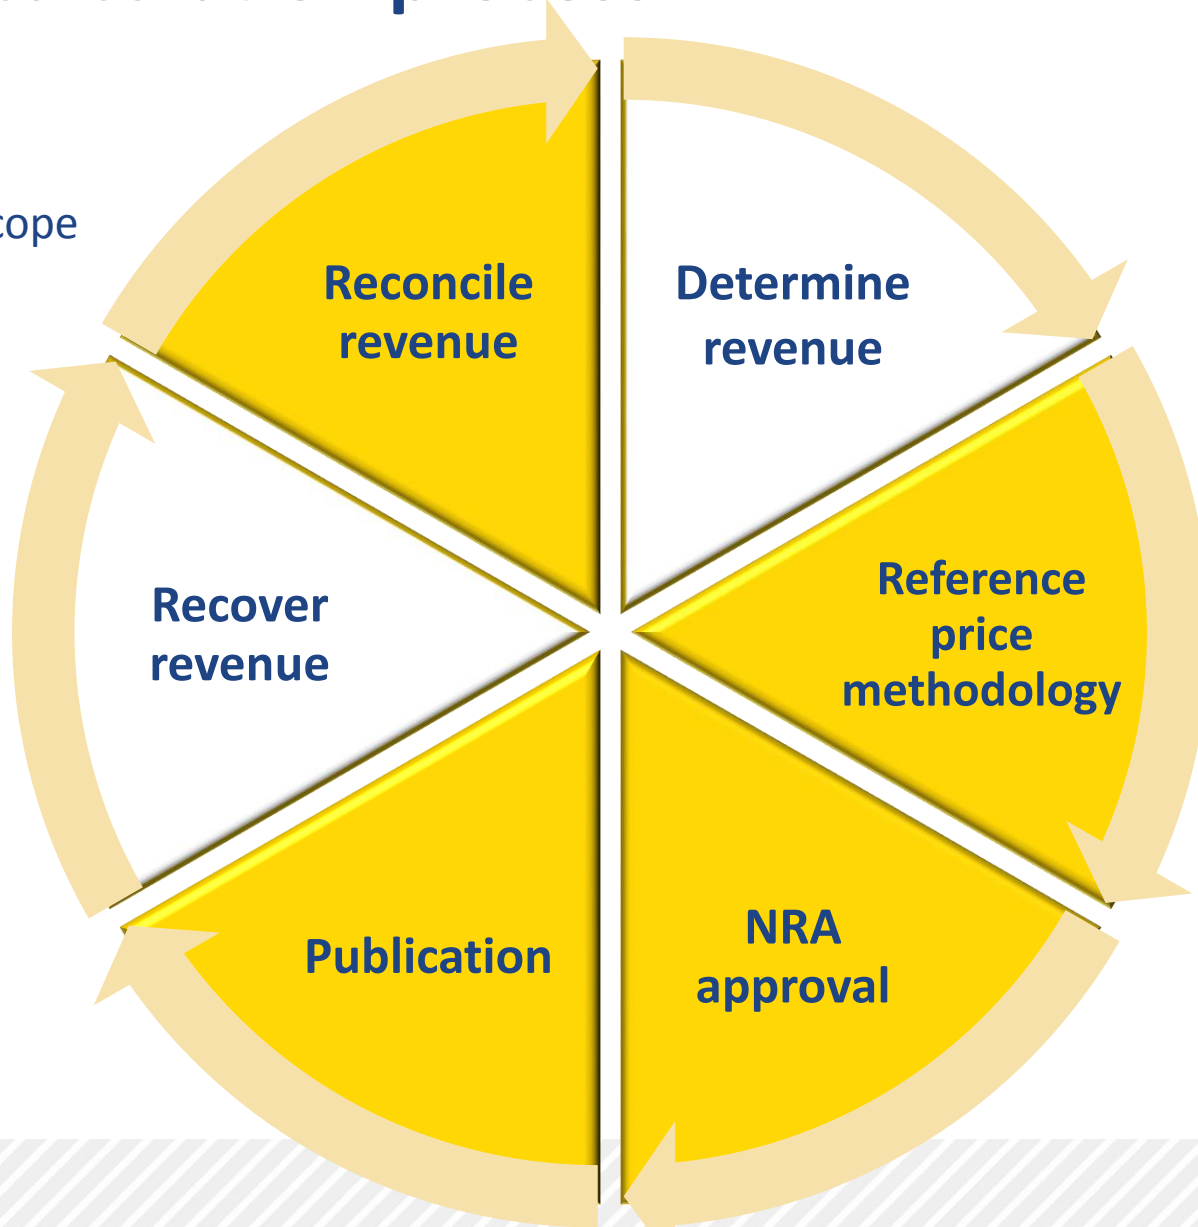 cope
Reconcile
revenue
Determine
revenue
Reference
price
methodology
NRA
approval
Publication
Recover
revenue